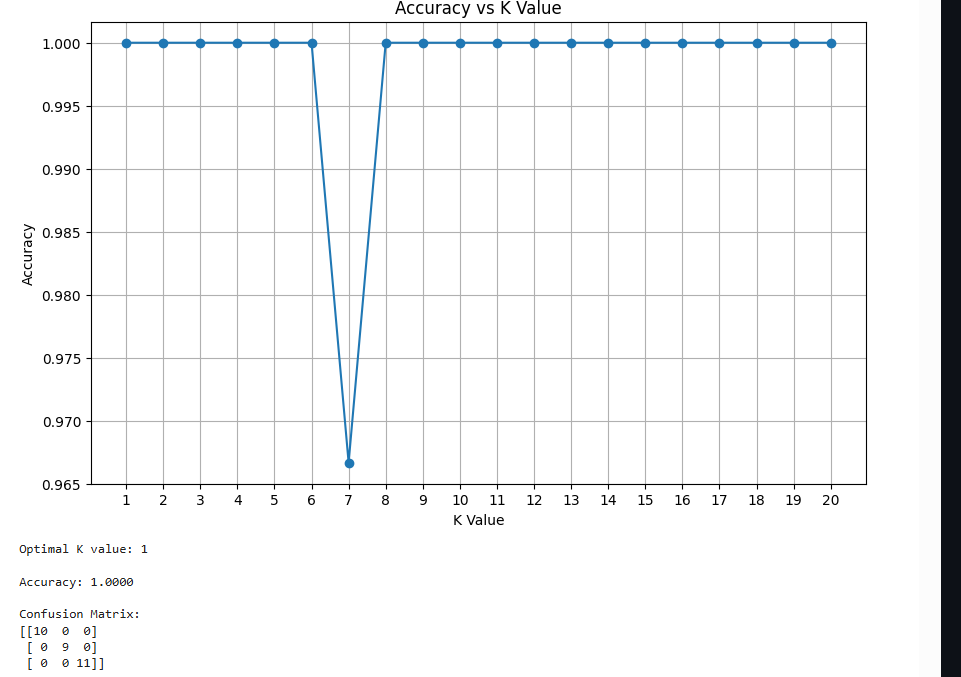 Accuracy vs K Value
1.000
0.995
0.990
0.985
0.980
0.975
0.970
0.965
Accuracy
1 2 3 4 5 6 7 8 9 10 11 12 13 14 15 16 17 18 19 20
K Value
Optimal K value: 1
Accuracy: 1.0000
Confusion Matrix:
[[10  0  0]
 [ 0  9  0]
 [ 0  0 11]]